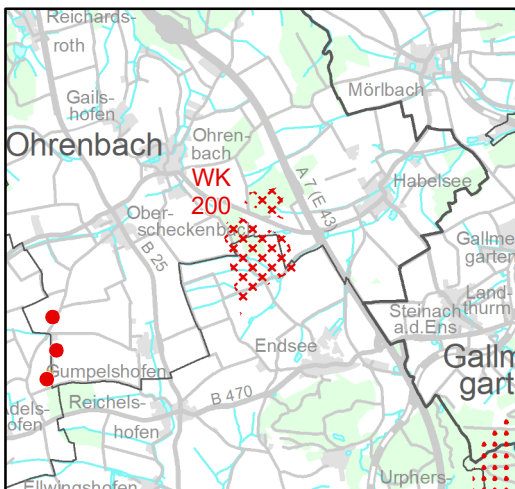 Reichards-
roth
Gails-
hofen
Mörlbach
Ohrenbach
Ohren-
bach
WK
200
A 7(E 43)
Habelsee
Ober-
scheckenbach
B 25
Gallme
garten
Land-
thurm
Steinach
a.d.Ens
Endsee
Gallm
gart
Gumpelshofen
B 470
Adels-
hofen
Reichels-
hofen
Ellwingshofen
Urphers-